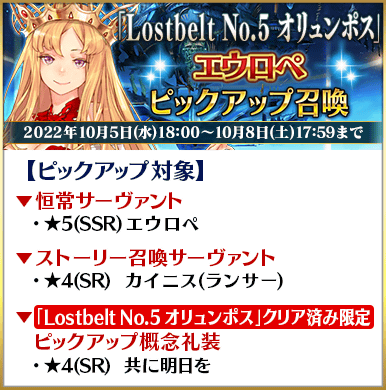 「Lostbelt No.5 オリュンポス」
エウロペ
ピックアップ召喚
2022年10月5日(水)18:00～10月8日(土)17:59まで
【ピックアップ対象】
▼恒常サーヴァント
・★5(SSR) エウロペ
▼ストーリー召喚サーヴァント
・★4(SR) カイニス(ランサー)
▼「Lostbelt No.5 オリュンポス」クリア済み限定
ピックアップ概念礼装
・★4(SR) 共に明日を